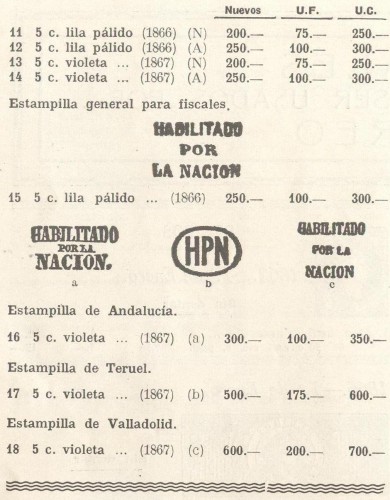 Nuevos U.F. U.C.
11 5 c. lila pálido (1866) (N) 200.— 75.— 250.—
12 5 c. lila pálido (1866) (A) 250.— 100.— 300.—
13 5 c. violeta ... (1867) (N) 200.— 75.— 250.—
14 5 c. violeta ... (1867) (A) 250.— 100.— 300.—
Estampilla general para fiscales.
HABILITADO
POR
LA NACION
15 5 c. lila pálido ... (1866) 250.— 100.— 300.—
HABILITADO
POR LA
NACION.
a
HPN
b
HABILITADO
POR LA
NACION
c
Estampilla de Andalucía.
16 5 c. violeta ... (1867) (a) 300.— 100.— 350.—
Estampilla de Teruel.
17 5 c. violeta ... (1867) (b) 500.— 175.— 600.—
Estampilla de Valladolid.
18 5 c. violeta ... (1867) (c) 600.— 200.— 700.—